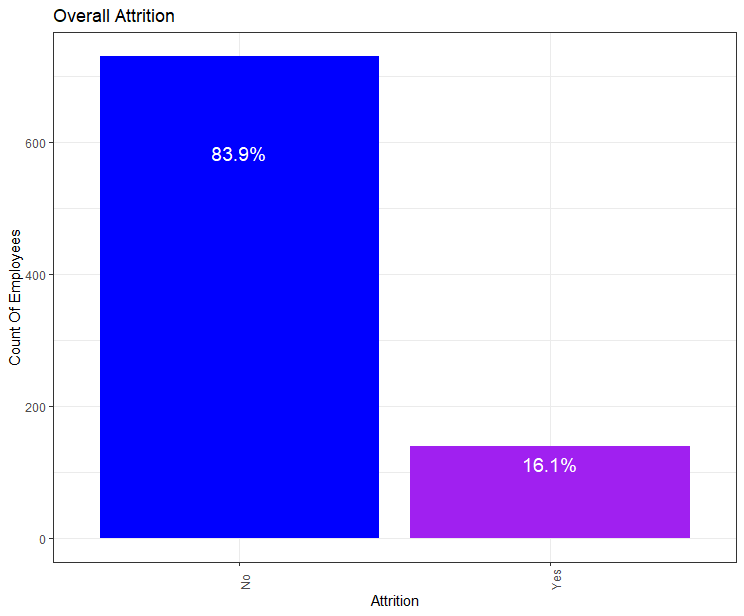 Overall Attrition
Count Of Employees
600
400
200
0
83.9%
16.1%
No
Yes
Attrition